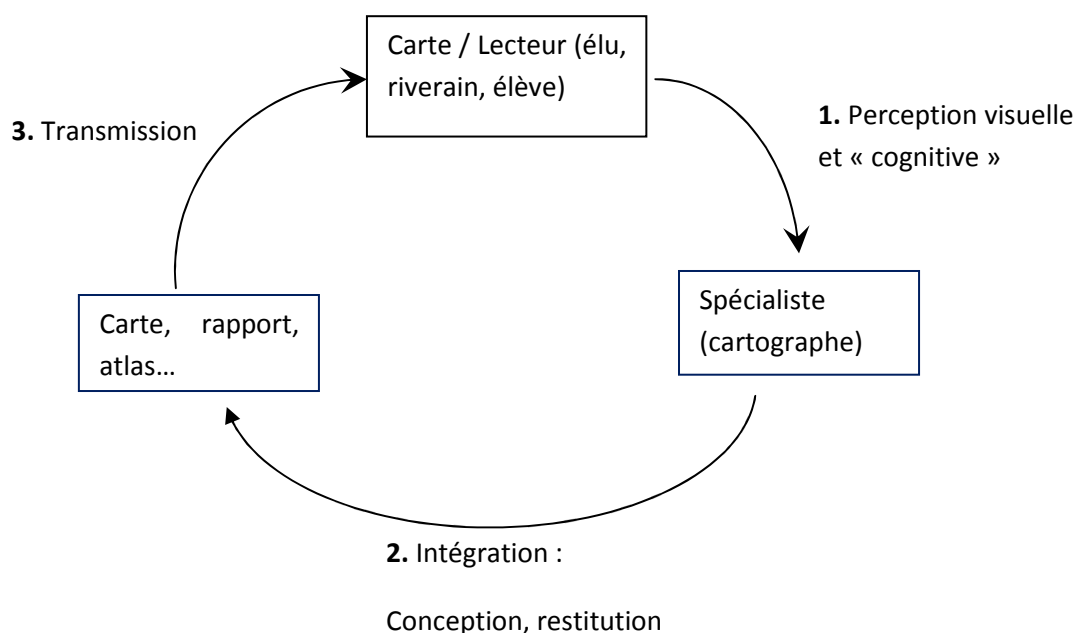 Carte / Lecteur (élu,
riverain, élève)
3. Transmission
1. Perception visuelle
et « cognitive »
Carte, rapport,
atlas…
Spécialiste
(cartographe)
2. Intégration :
Conception, restitution